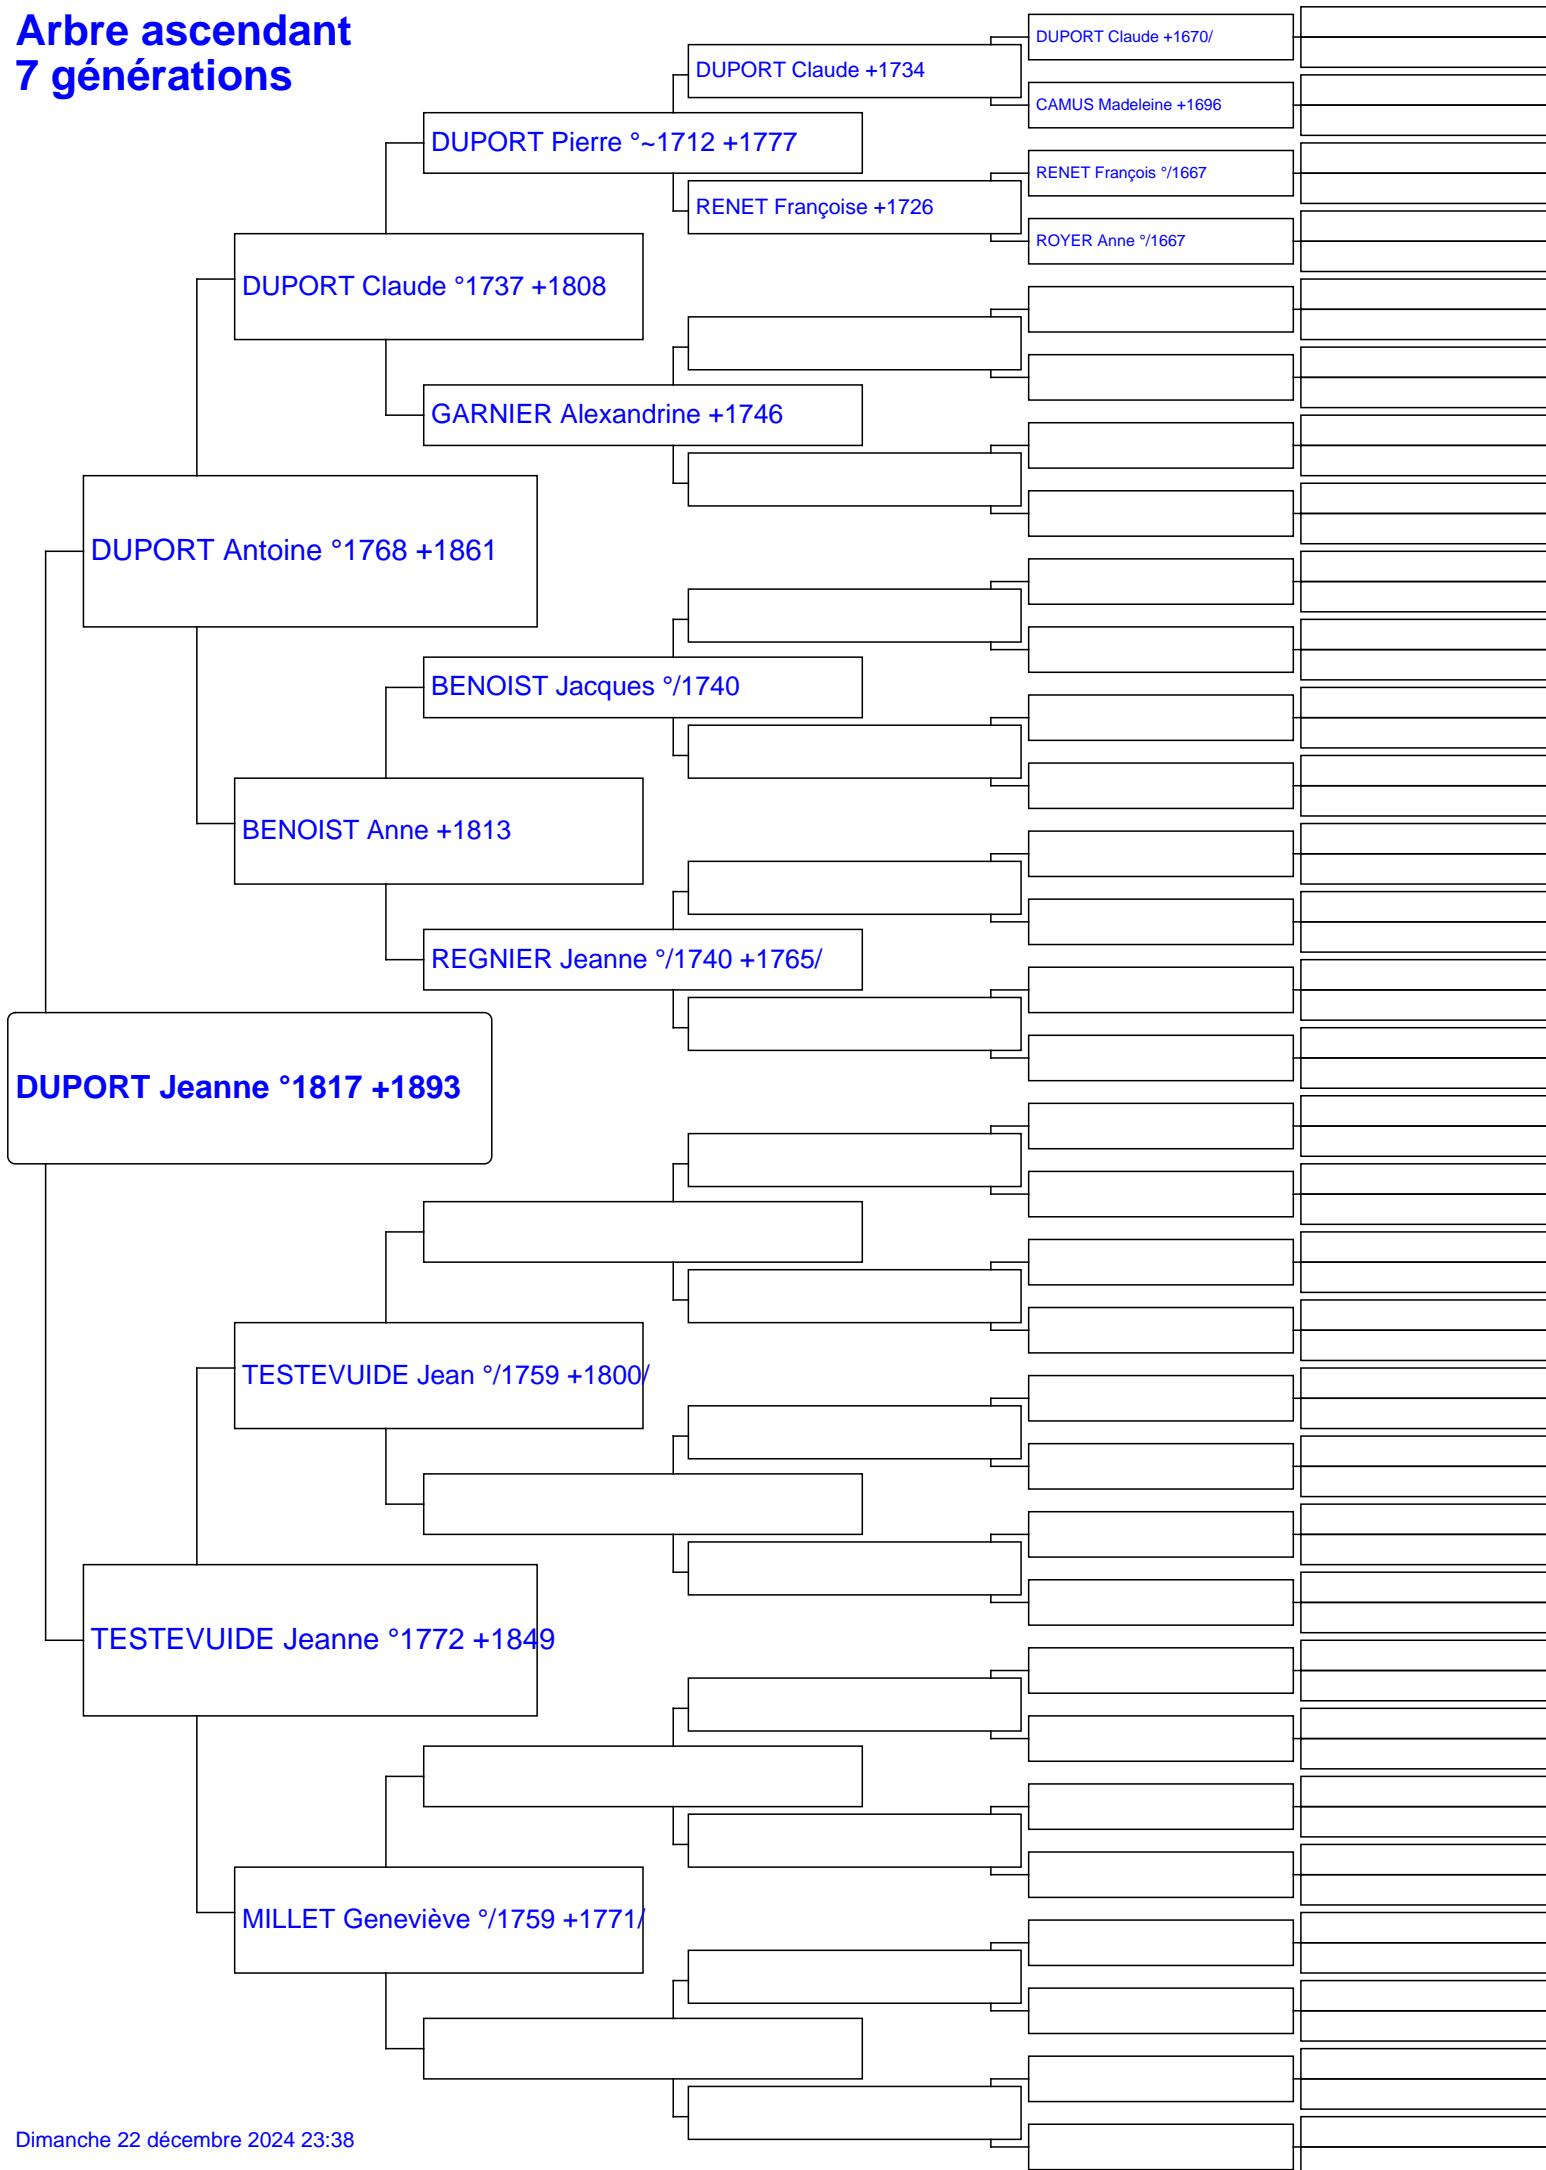 Arbre ascendant
7 générations
DUPORT Claude +1670/
DUPORT Claude +1734
CAMUS Madeleine +1696
DUPORT Pierre °~1712 +1777
RENET François °/1667
RENET Françoise +1726
ROYER Anne °/1667
DUPORT Claude °1737 +1808
GARNIER Alexandrine +1746
DUPORT Antoine °1768 +1861
BENOIST Jacques °/1740
BENOIST Anne +1813
REGNIER Jeanne °/1740 +1765/
DUPORT Jeanne °1817 +1893
TESTEVUIDE Jean °/1759 +1800/
TESTEVUIDE Jeanne °1772 +1849
MILLET Geneviève °/1759 +1771/
Dimanche 22 décembre 2024 23:38